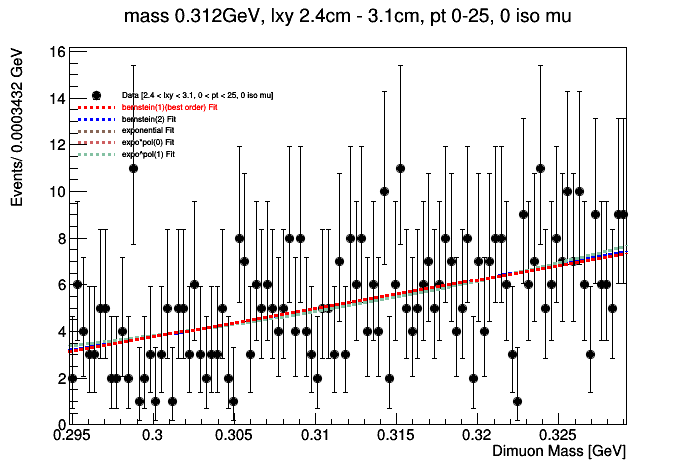 mass 0.312GeV, lxy 2.4cm - 3.1cm, pt 0-25, 0 iso mu
Events/ 0.0003432 GeV
16
14
12
10
8
6
4
2
0
Data [2.4 < lxy < 3.1, 0 < pt < 25, 0 iso mu]
bernstein(1)(best order) Fit
bernstein(2) Fit
exponential Fit
expo*pol(0) Fit
expo*pol(1) Fit
0.295 0.3 0.305 0.31 0.315 0.32 0.325
Dimuon Mass [GeV]